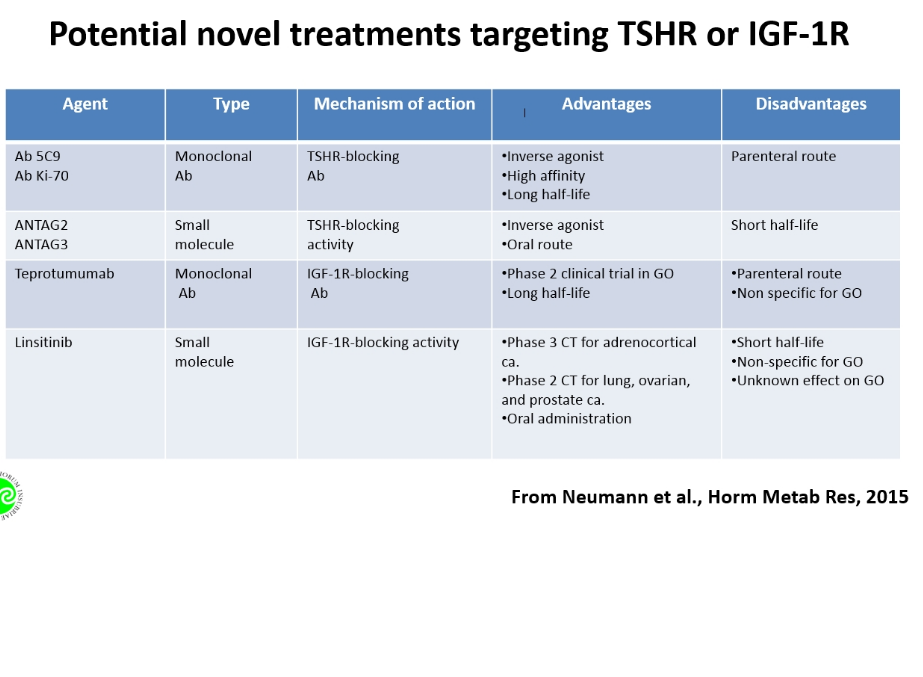 Potential novel treatments targeting TSHR or IGF-1R
Agent Type Mechanism of action Advantages Disadvantages
Ab 5C9
Ab Ki-70
Monoclonal
Ab
TSHR-blocking
Ab
•Inverse agonist
•High affinity
•Long half-life
Parenteral route
ANTAG2
ANTAG3
Small
molecule
TSHR-blocking
activity
•Inverse agonist
•Oral route
Short half-life
Teprotumumab
Monoclonal
Ab
IGF-1R-blocking
Ab
•Phase 2 clinical trial in GO
•Long half-life
•Parenteral route
•Non specific for GO
Linsitinib
Small
molecule
IGF-1R-blocking activity
•Phase 3 CT for adrenocortical
ca.
•Phase 2 CT for lung, ovarian,
and prostate ca.
•Oral administration
•Short half-life
•Non-specific for GO
•Unknown effect on GO
From Neumann et al., Horm Metab Res, 2015